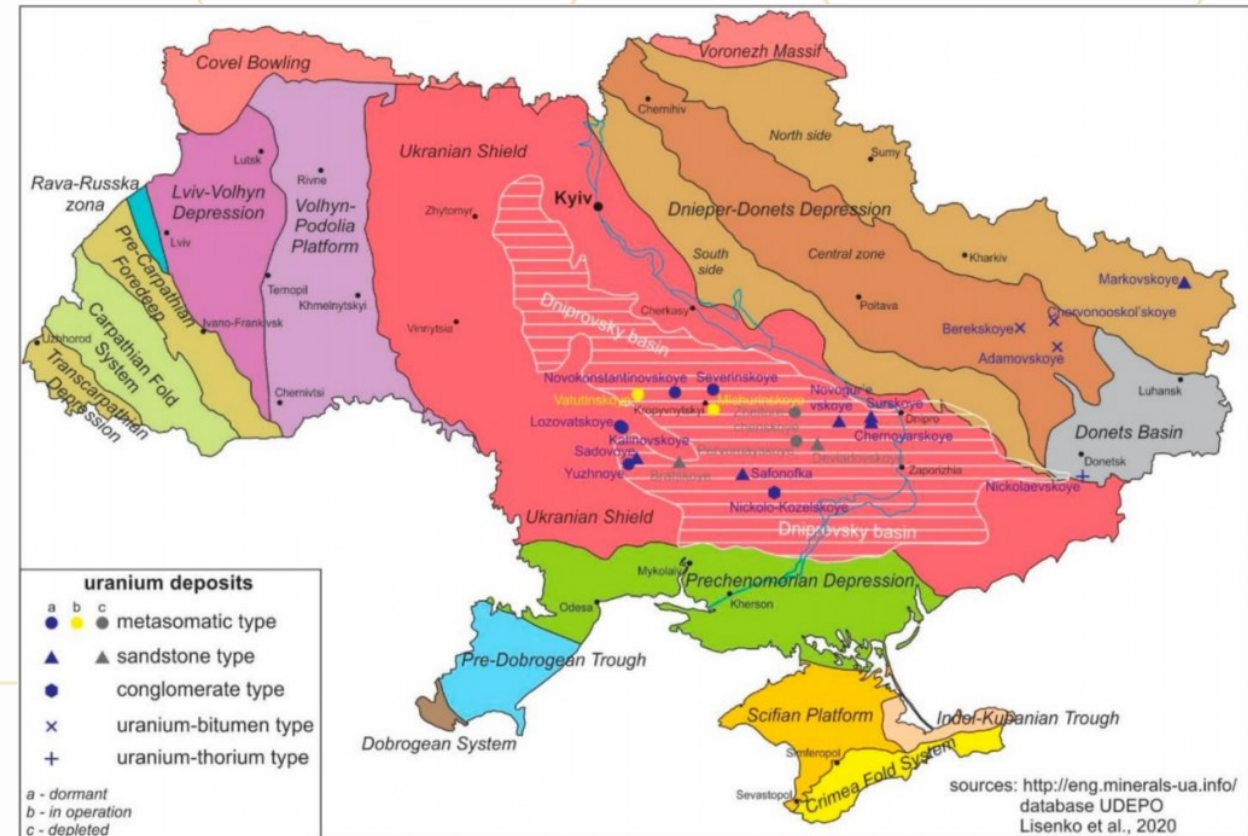 Covel Bowling
Voronezh Massif
Chernihiv
North side
Sumy
Ukranian Shield
Lutsk
Rivne
Rava-Russka
zona
Lviv-Volhyn
Depression
Volhyn-
Podolia
Platform
Zhytomyr
Kyiv
Dnieper-Donets Depression
Lviv
Pre-Carpathian
Foredeep
South
side
Central zone
Kharkiv
Markovskoye
Ternopil
Khmelnytskyi
Cherkasy
Poltava
Chervonooskol'skoye
Berekskoye
Adamovskoye
Carpathian Fold
System
Ivano-Frankivsk
Vinnytsia
Dniprovsky basin
Uzhhorod
Transcarpathian
Depression
Chernivtsi
Luhansk
Novokonstantinovskoye
Severinskoye
Vatutinskoye
Michurinskoye
Kropyvnytskyi
Novogur'e
vskoye
Surskoye
Dnipro
Chernoyarskoye
Lozovatskoye
Kalinovskoye
Sadovoye
Yuzhnoye
Bratskoye
Pervomayskoye
Devladovskoye
Safonofka
Zaporizhia
Donets Basin
Donetsk
Nickolaevskoye
Nickolo-Kozelskoye
Ukranian Shield
Dniprovsky basin
Mykolaiv
Prechenomorian Depression
Odesa
Kherson
Pre-Dobrogean Trough
Dobrogean System
Scifian Platform
Indol-Kubanian Trough
Simferopol
Sevastopol
Crimea Fold System
uranium deposits
a b c
metasomatic type
sandstone type
conglomerate type
uranium-bitumen type
uranium-thorium type
a - dormant
b - in operation
c - depleted
sources: http://eng.minerals-ua.info/
database UDEPO
Lisenko et al., 2020